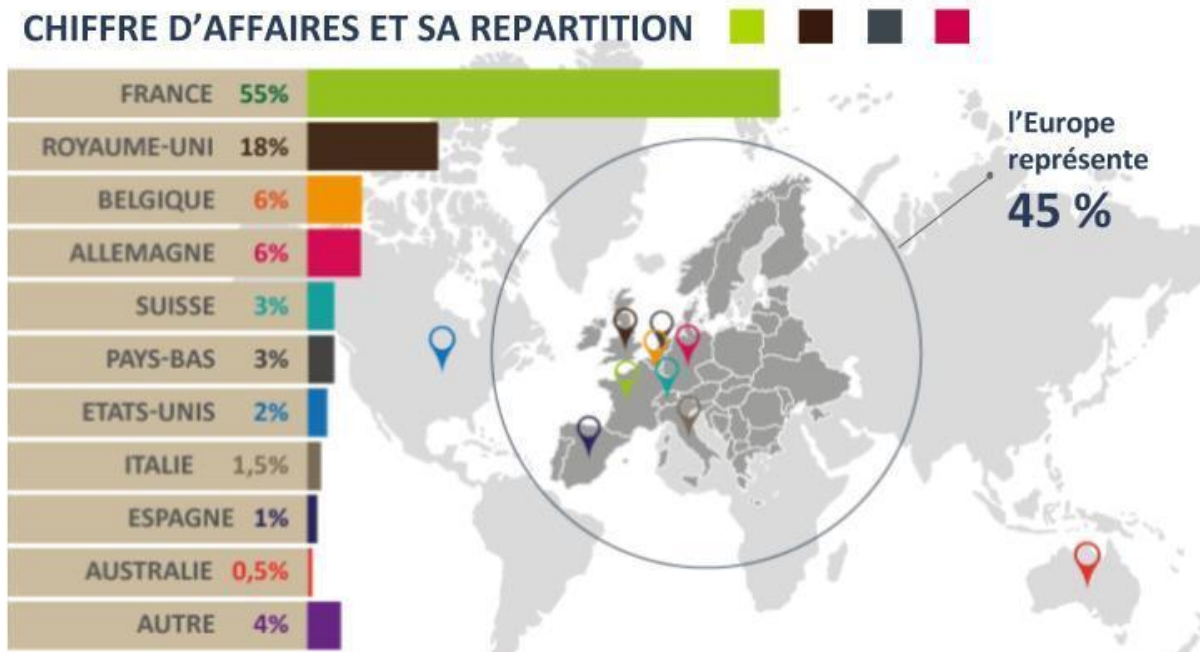 CHIFFRE D'AFFAIRES ET SA REPARTITION
FRANCE 55%
ROYAUME-UNI 18%
BELGIQUE 6%
ALLEMAGNE 6%
SUISSE 3%
PAYS-BAS 3%
ETATS-UNIS 2%
ITALIE 1,5%
ESPAGNE 1%
AUSTRALIE 0,5%
AUTRE 4%
l'Europe
représente
45 %